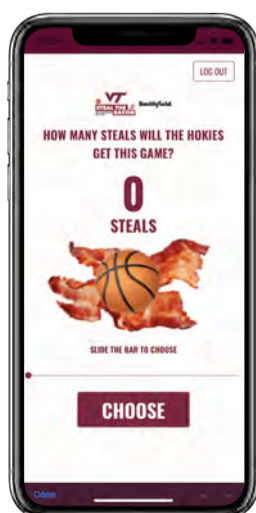 LOG OUT
VT
STEAL THE
BACON
Smithfield
HOW MANY STEALS WILL THE HOKIES
GET THIS GAME?
0
STEALS
SLIDE THE BAR TO CHOOSE
CHOOSE
Done